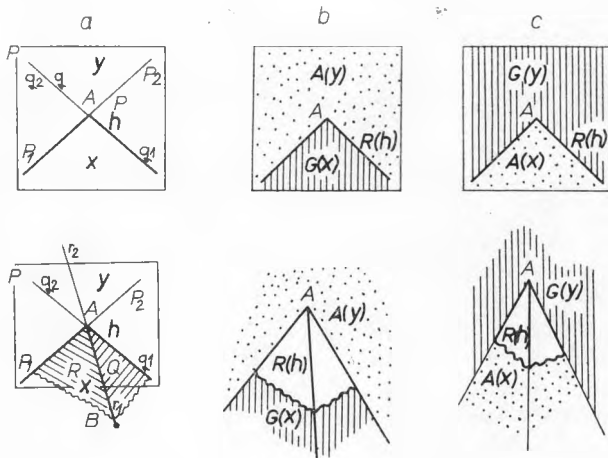 a b c
P y
q2 q P2
A P
h
P1 x q1
A(y)
A
R(h)
G(x)
G(y)
A
R(h)
A(x)
r2
P y
q2 P2
A
h
P1 R Q q1
x
r1
B
A
A(y)
R(h)
G(x)
A
G(y)
R(h)
A(x)